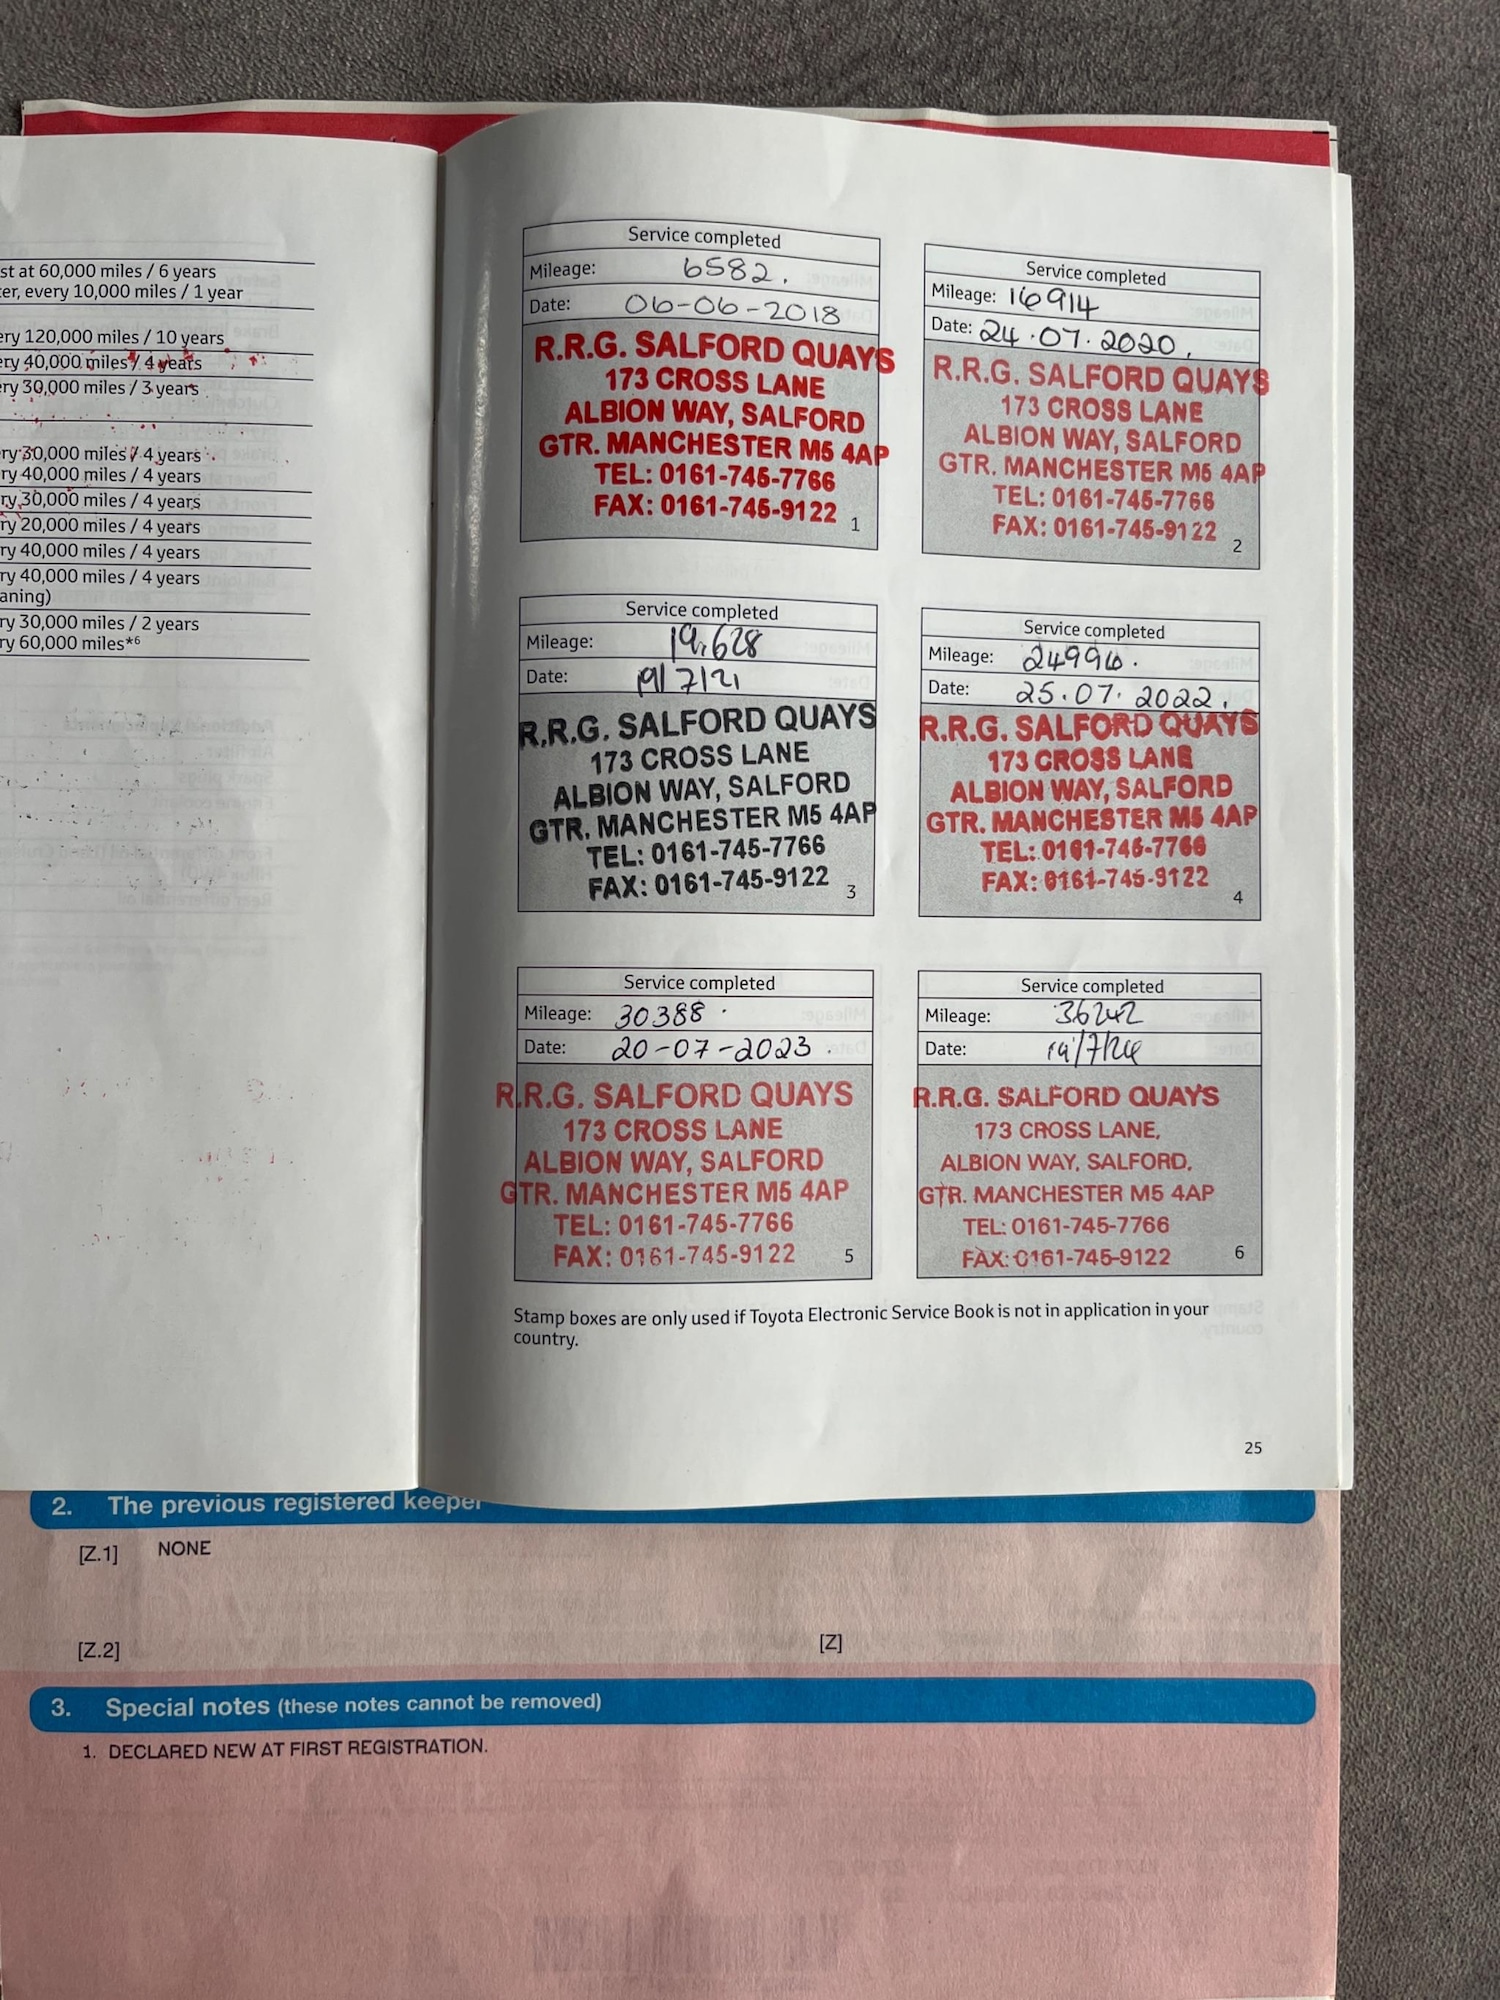 st at 60,000 miles / 6 years
er, every 10,000 miles / 1 year
ery 120,000 miles / 10 years
ery 40,000 miles / 4 years
ery 30,000 miles / 3 years
ry 30,000 miles / 4 years
ry 40,000 miles / 4 years
ry 30,000 miles / 4 years
ry 20,000 miles / 4 years
ry 40,000 miles / 4 years
ry 40,000 miles / 4 years
aning)
ry 30,000 miles / 2 years
ry 60,000 miles*6
Service completed
Mileage: 6582.
Date: 06-06-2018
R.R.G. SALFORD QUAYS
173 CROSS LANE
ALBION WAY, SALFORD
GTR. MANCHESTER M5 4AP
TEL: 0161-745-7766
FAX: 0161-745-9122
1
Service completed
Mileage: 16914
Date: 24.07.2020.
R.R.G. SALFORD QUAYS
173 CROSS LANE
ALBION WAY, SALFORD
GTR. MANCHESTER M5 4AP
TEL: 0161-745-7766
FAX: 0161-745-9122
2
Service completed
Mileage: 19,628
Date: 19/7/21
R.R.G. SALFORD QUAYS
173 CROSS LANE
ALBION WAY, SALFORD
GTR. MANCHESTER M5 4AP
TEL: 0161-745-7766
FAX: 0161-745-9122
3
Service completed
Mileage:
Date: 25.07.2022.
R.R.G. SALFORD QUAYS
173 CROSS LANE
ALBION WAY, SALFORD
GTR. MANCHESTER M5 4AP
TEL: 0161-745-7766
FAX: 0161-745-9122
4
Service completed
Mileage: 30388.
Date: 20-07-2023.
R.R.G. SALFORD QUAYS
173 CROSS LANE
ALBION WAY, SALFORD
GTR. MANCHESTER M5 4AP
TEL: 0161-745-7766
FAX: 0161-745-9122
5
Service completed
Mileage: 36242
Date: 19/7/24
R.R.G. SALFORD QUAYS
173 CROSS LANE,
ALBION WAY, SALFORD,
GTR. MANCHESTER M5 4AP
TEL: 0161-745-7766
FAX: 0161-745-9122
6
Stamp boxes are only used if Toyota Electronic Service Book is not in application in your
country.
25
2. The previous registered keeper
[Z.1] NONE
[Z.2] [Z]
3. Special notes (these notes cannot be removed)
1. DECLARED NEW AT FIRST REGISTRATION.